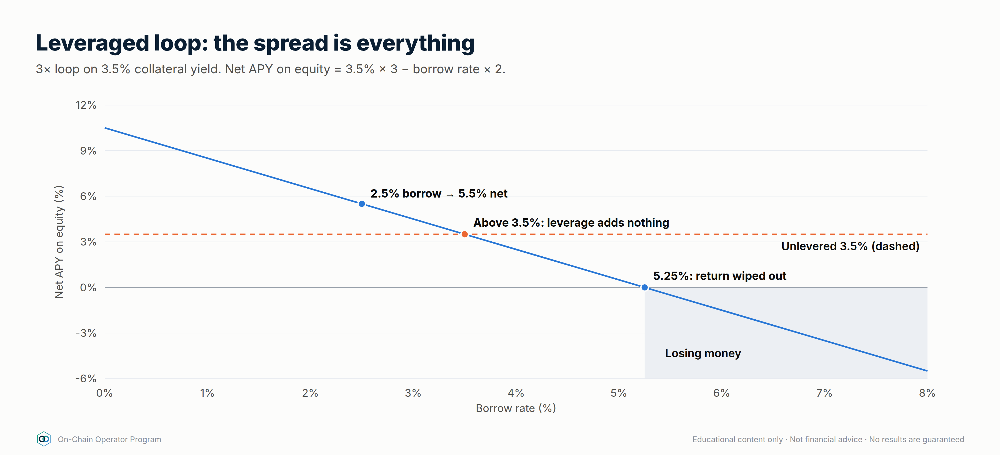 Leveraged loop: the spread is everything
3× loop on 3.5% collateral yield. Net APY on equity = 3.5% × 3 − borrow rate × 2.
12%
9%
6%
3%
0%
-3%
-6%
Net APY on equity (%)
2.5% borrow → 5.5% net
Above 3.5%: leverage adds nothing
Unlevered 3.5% (dashed)
5.25%: return wiped out
Losing money
0%
1%
2%
3%
4%
5%
6%
7%
8%
Borrow rate (%)
On-Chain Operator Program
Educational content only · Not financial advice · No results are guaranteed